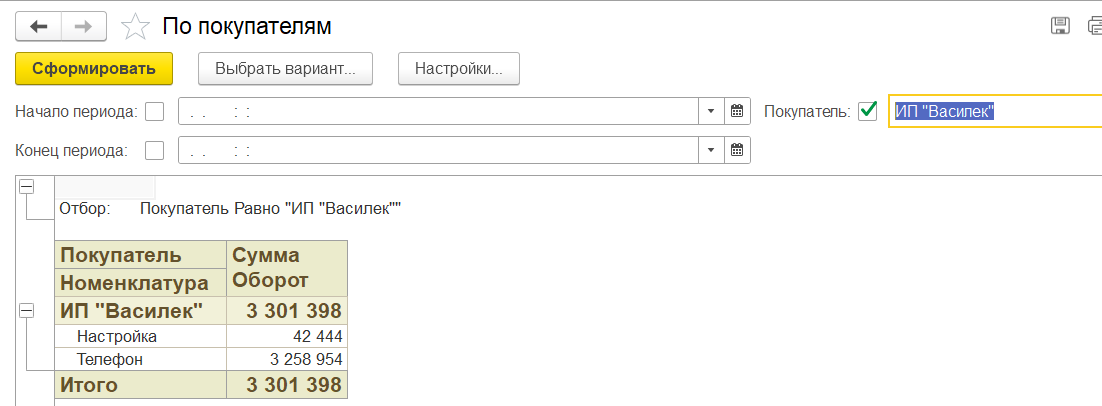 По покупателям
Сформировать Выбрать вариант... Настройки...
Начало периода: . . : : Покупатель: ИП "Василек"
Конец периода: . . : :
Отбор: Покупатель Равно "ИП "Василек""
Покупатель Сумма
Номенклатура Оборот
ИП "Василек" 3 301 398
Настройка 42 444
Телефон 3 258 954
Итого 3 301 398